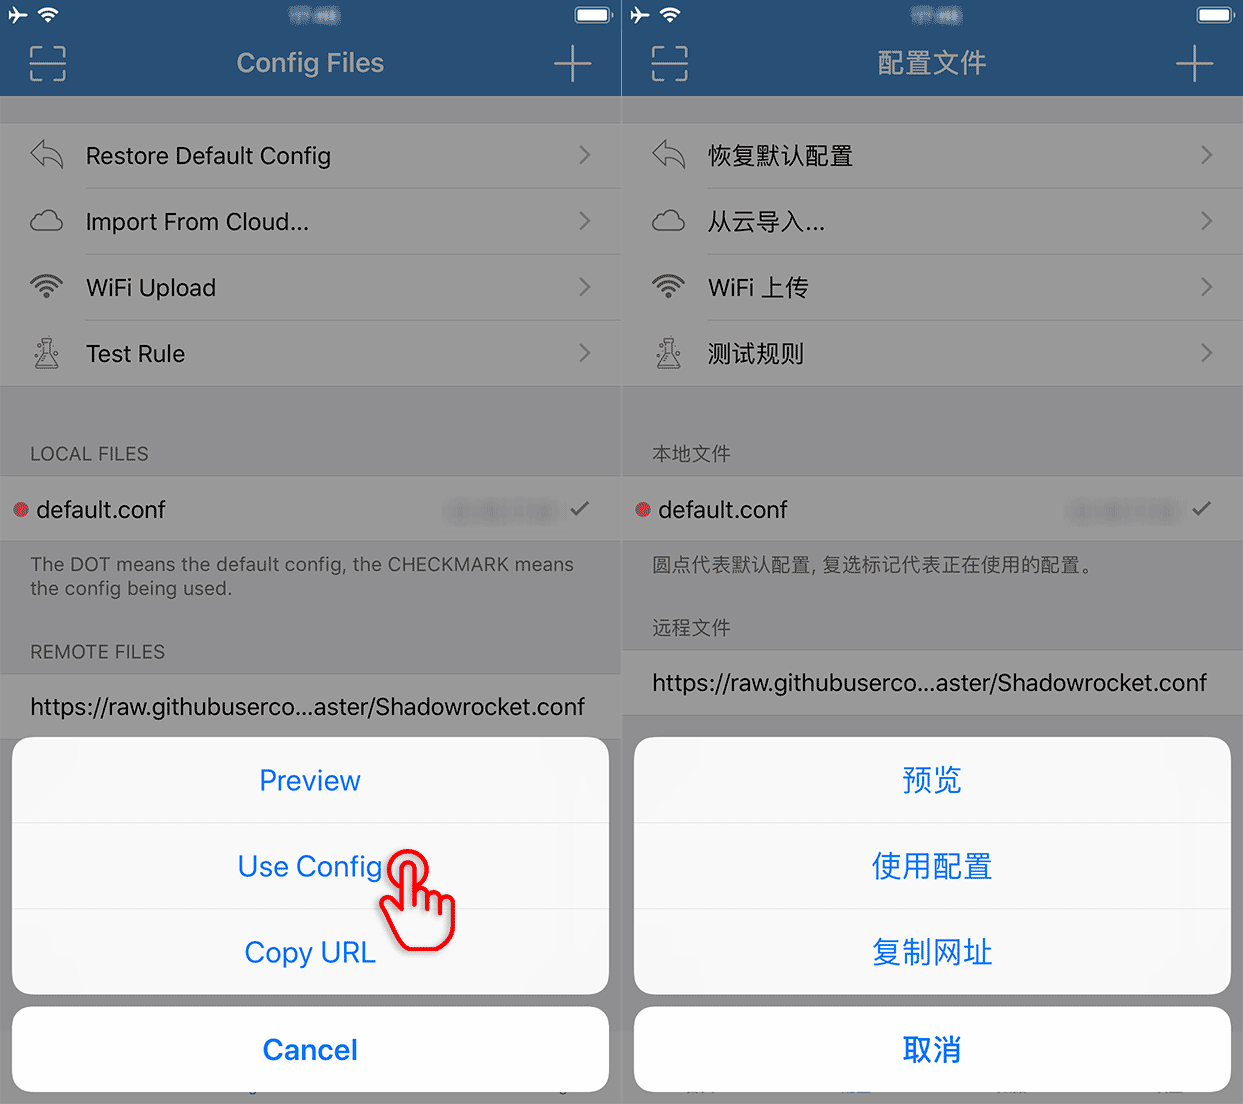 Config Files
Restore Default Config
Import From Cloud...
WiFi Upload
Test Rule
LOCAL FILES
default.conf
The DOT means the default config, the CHECKMARK means
the config being used.
REMOTE FILES
https://raw.githubuserco...aster/Shadowrocket.conf
Preview
Use Config
Copy URL
Cancel
配置文件
恢复默认配置
从云导入...
WiFi 上传
测试规则
本地文件
default.conf
圆点代表默认配置, 复选标记代表正在使用的配置。
远程文件
https://raw.githubuserco...aster/Shadowrocket.conf
预览
使用配置
复制网址
取消